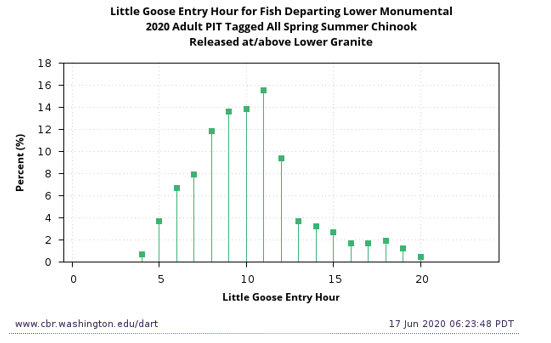 Little Goose Entry Hour for Fish Departing Lower Monumental
2020 Adult PIT Tagged All Spring Summer Chinook
Released at/above Lower Granite
18
16
14
12
10
8
6
4
2
0
Percent (%)
0 5 10 15 20
Little Goose Entry Hour
www.cbr.washington.edu/dart 17 Jun 2020 06:23:48 PDT